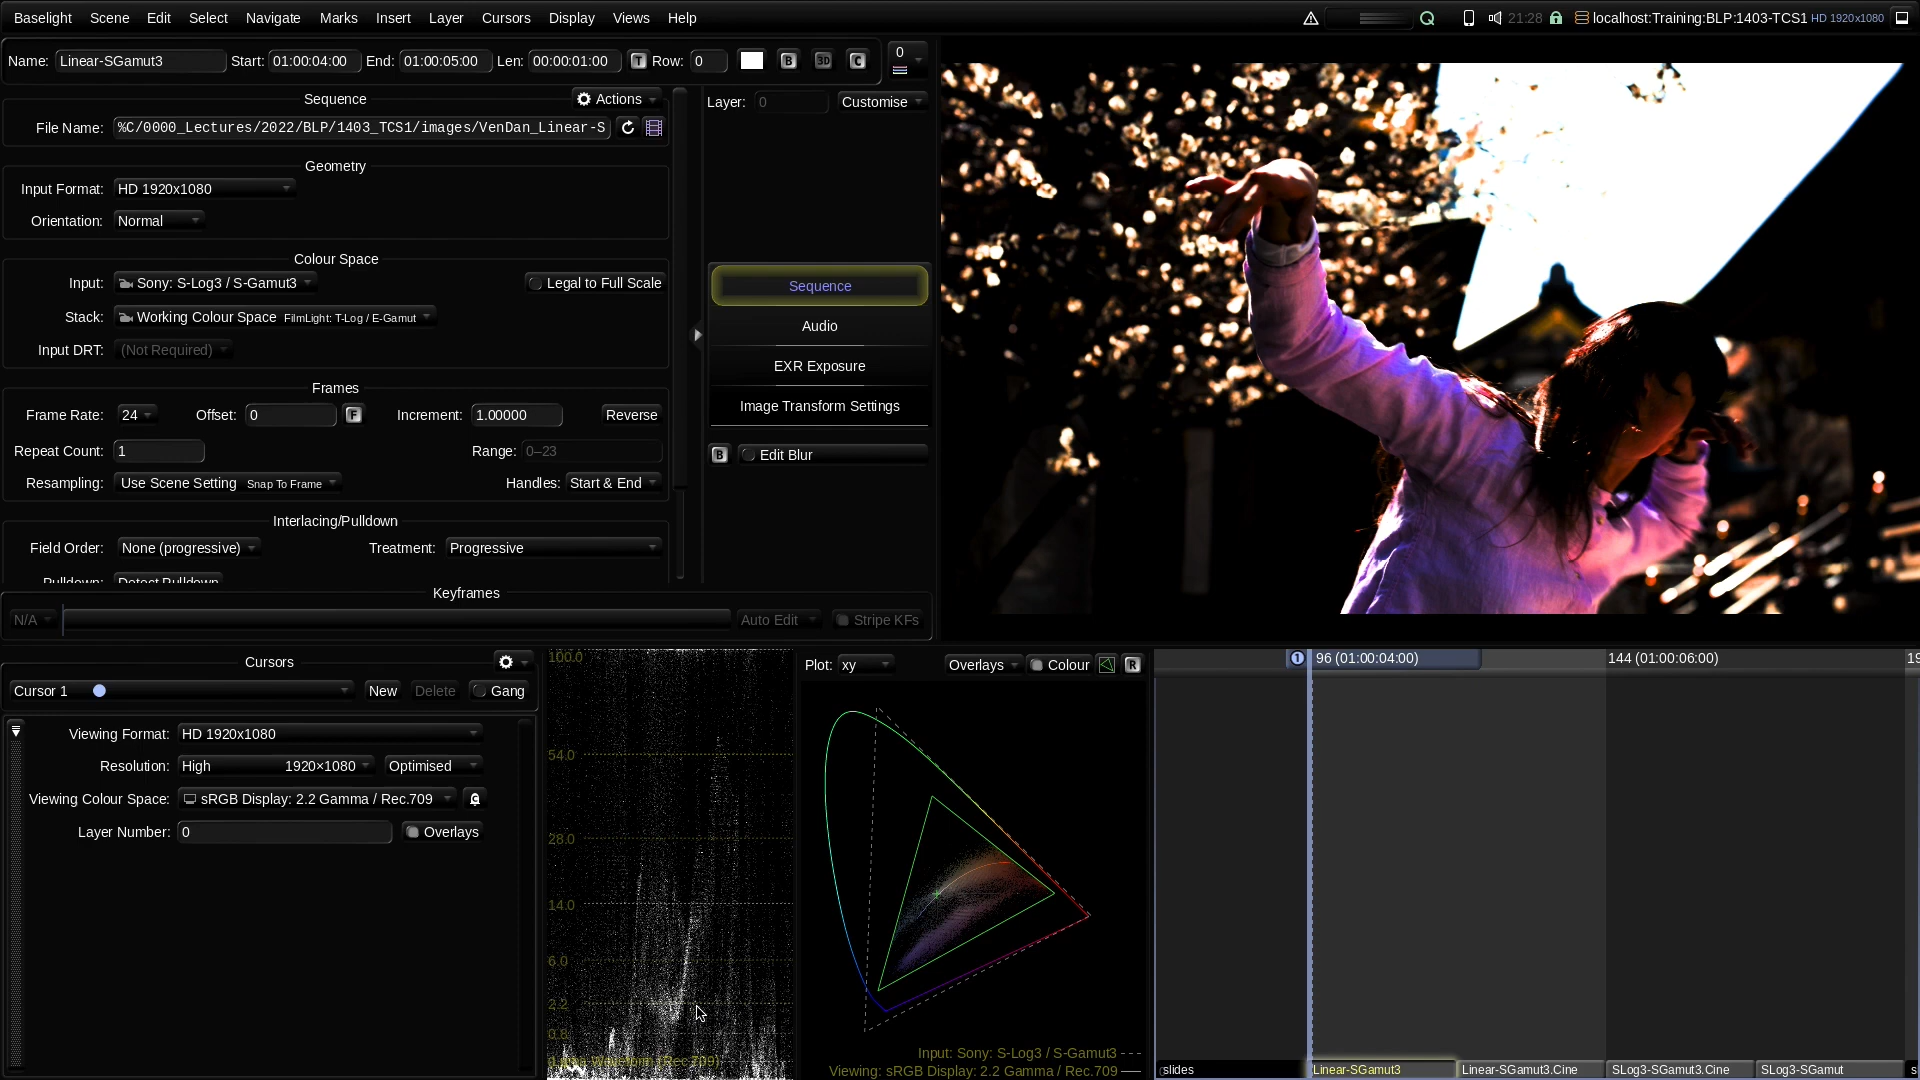 Baselight Scene Edit Select Navigate Marks Insert Layer Cursors Display Views Help
21:28 localhost:Training:BLP:1403-TCS1 HD 1920x1080
Name: Linear-SGamut3 Start: 01:00:04:00 End: 01:00:05:00 Len: 00:00:01:00 T Row: 0 B 3D C 0
Sequence Actions
File Name: %C/0000_Lectures/2022/BLP/1403_TCS1/images/VenDan_Linear-S
Geometry
Input Format: HD 1920x1080
Orientation: Normal
Colour Space
Input: Sony: S-Log3 / S-Gamut3 Legal to Full Scale
Stack: Working Colour Space FilmLight: T-Log / E-Gamut
Input DRT: (Not Required)
Frames
Frame Rate: 24 Offset: 0 F Increment: 1.00000 Reverse
Repeat Count: 1 Range: 0–23
Resampling: Use Scene Setting Snap To Frame Handles: Start & End
Interlacing/Pulldown
Field Order: None (progressive) Treatment: Progressive
Pulldown: Detect Pulldown
Keyframes
N/A Auto Edit Stripe KFs
Layer: 0 Customise
Sequence
Audio
EXR Exposure
Image Transform Settings
B Edit Blur
Cursors
Cursor 1 New Delete Gang
Viewing Format: HD 1920x1080
Resolution: High 1920×1080 Optimised
Viewing Colour Space: sRGB Display: 2.2 Gamma / Rec.709
Layer Number: 0 Overlays
100.0
54.0
28.0
14.0
6.0
2.2
0.8
Luma Waveform (Rec.709)
Plot: xy Overlays Colour R
Input: Sony: S-Log3 / S-Gamut3
Viewing: sRGB Display: 2.2 Gamma / Rec.709
1 96 (01:00:04:00) 144 (01:00:06:00) 19
slides Linear-SGamut3 Linear-SGamut3.Cine SLog3-SGamut3.Cine SLog3-SGamut s